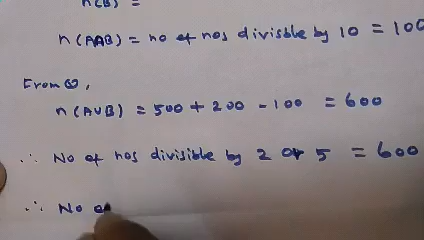 n(B) =
n(A∩B) = no of nos divisible by 10 = 100
From ①,
n(A∪B) = 500 + 200 - 100 = 600
∴ No of nos divisible by 2 or 5 = 600
∴ No o